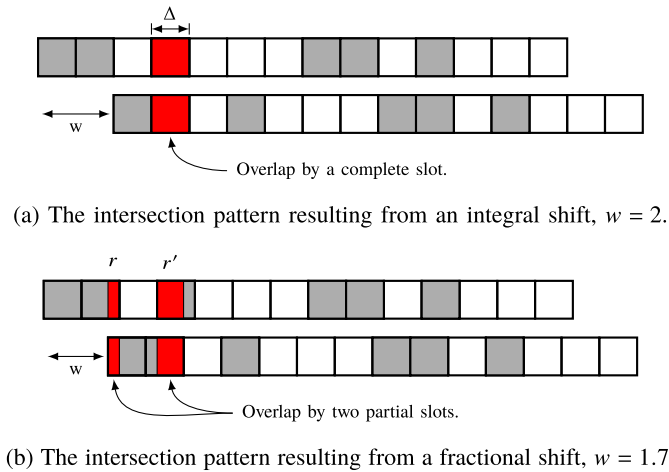 Δ
w
Overlap by a complete slot.
(a) The intersection pattern resulting from an integral shift, w = 2.
r r′
w
Overlap by two partial slots.
(b) The intersection pattern resulting from a fractional shift, w = 1.7